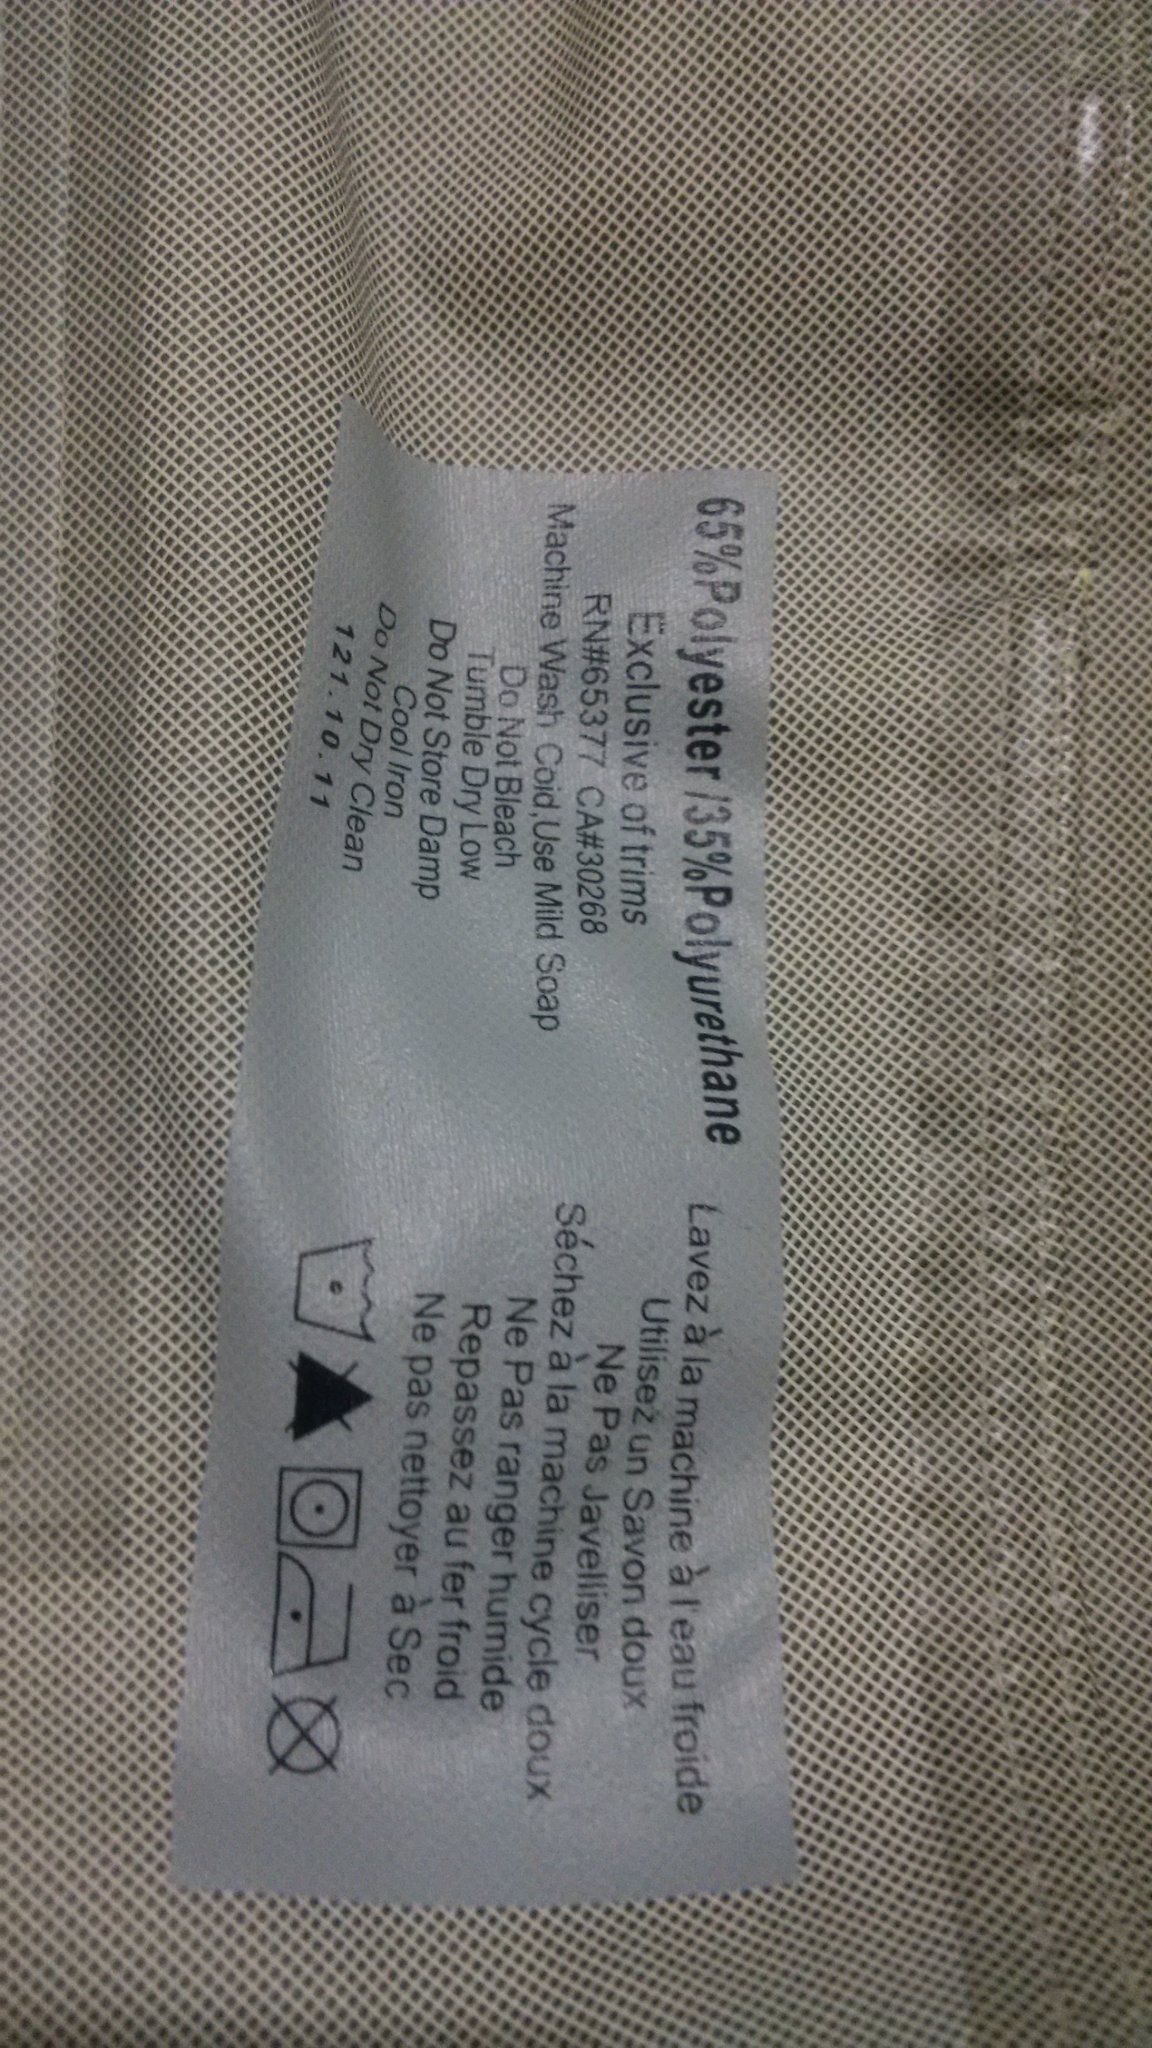 65%Polyester/35%Polyurethane
Exclusive of trims
RN#65377 CA#30268
Machine Wash Cold,Use Mild Soap
Do Not Bleach
Tumble Dry Low
Do Not Store Damp
Cool Iron
Do Not Dry Clean
121.10.11
Lavez à la machine à l'eau froide
Utilisez un Savon doux
Ne Pas Javelliser
Séchez à la machine cycle doux
Ne Pas ranger humide
Repassez au fer froid
Ne pas nettoyer à Sec